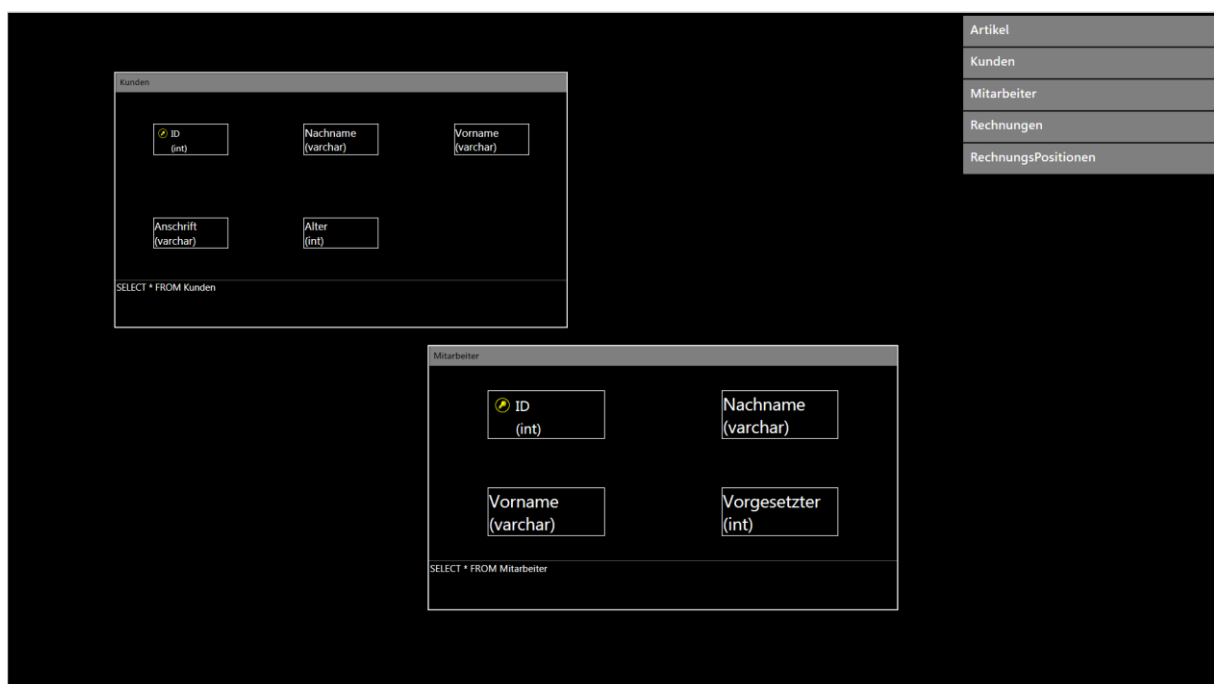 Artikel
Kunden
Mitarbeiter
Rechnungen
RechnungsPositionen
Kunden
ID
(int)
Nachname
(varchar)
Vorname
(varchar)
Anschrift
(varchar)
Alter
(int)
SELECT * FROM Kunden
Mitarbeiter
ID
(int)
Nachname
(varchar)
Vorname
(varchar)
Vorgesetzter
(int)
SELECT * FROM Mitarbeiter